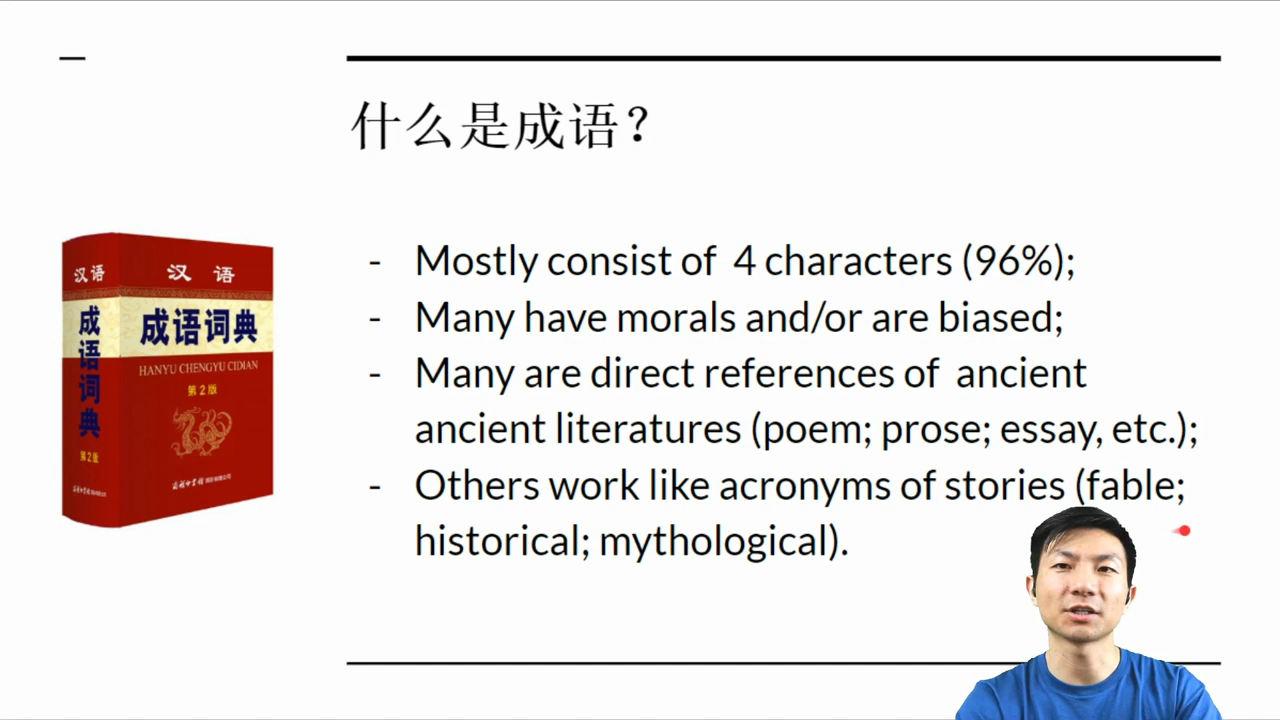 什么是成语？
- Mostly consist of 4 characters (96%);
- Many have morals and/or are biased;
- Many are direct references of ancient
ancient literatures (poem; prose; essay, etc.);
- Others work like acronyms of stories (fable;
historical; mythological).
汉语
成语词典
第2版
汉语
成语词典
HANYU CHENGYU CIDIAN
第2版